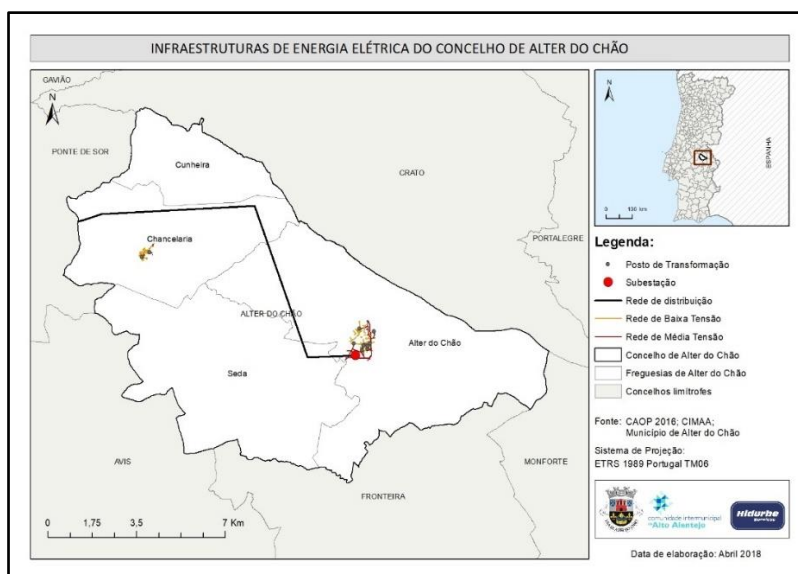 INFRAESTRUTURAS DE ENERGIA ELÉTRICA DO CONCELHO DE ALTER DO CHÃO
GAVIÃO
N
PONTE DE SOR
Cunheira
CRATO
Chancelaria
PORTALEGRE
ALTER DO CHÃO
Alter do Chão
Seda
AVIS
MONFORTE
FRONTEIRA
0 1,75 3,5 7 Km
N
ESPANHA
0 100 km
Legenda:
Posto de Transformação
Subestação
Rede de distribuição
Rede de Baixa Tensão
Rede de Média Tensão
Concelho de Alter do Chão
Freguesias de Alter do Chão
Concelhos limítrofes
Fonte: CAOP 2016; CIMAA;
Município de Alter do Chão
Sistema de Projeção:
ETRS 1989 Portugal TM06
comunidade intermunicipal
do Alto Alentejo
Hidurbe
Serviços
Data de elaboração: Abril 2018